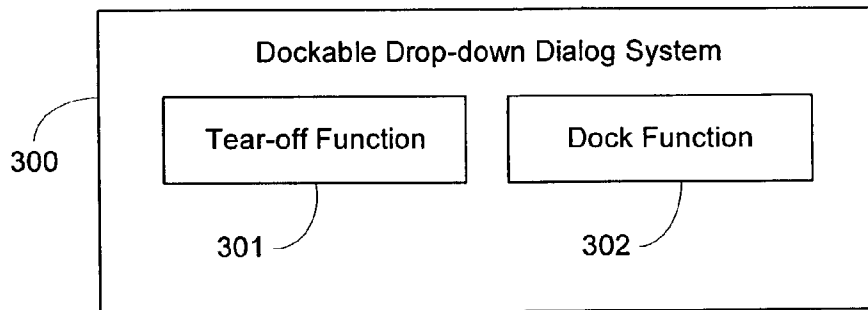 Dockable Drop-down Dialog System
Tear-off Function
Dock Function
300
301
302